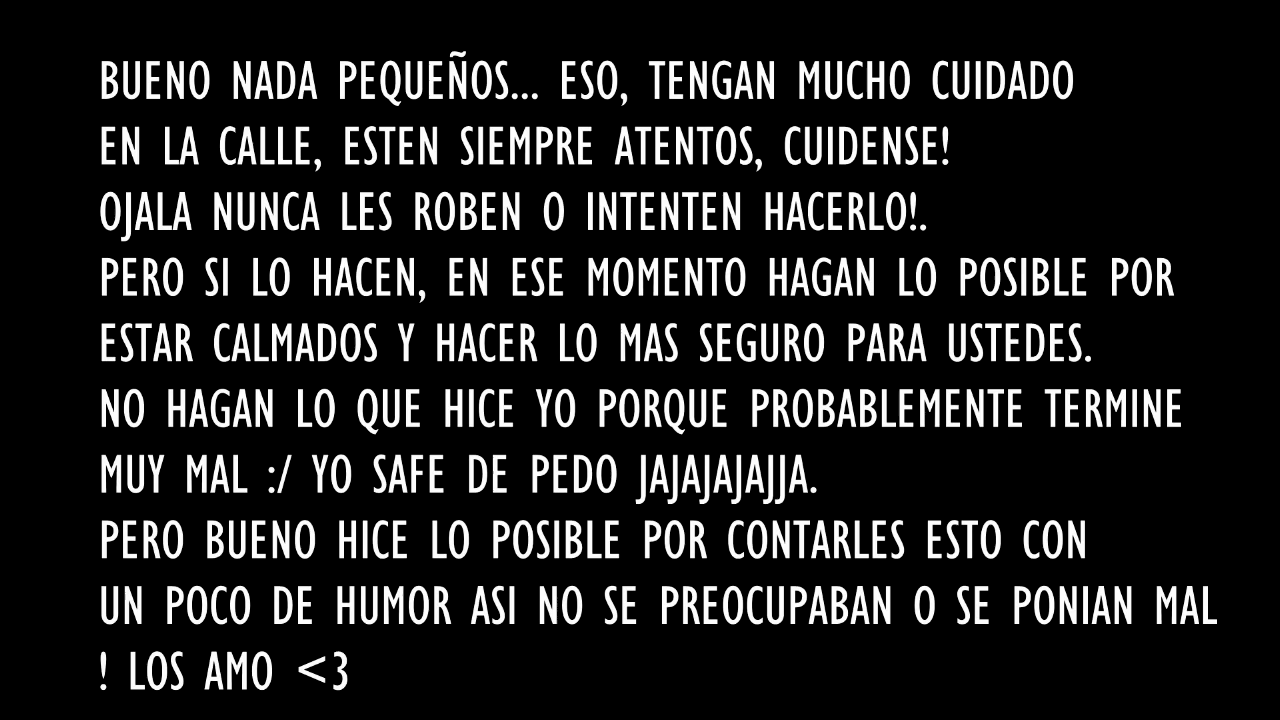 BUENO NADA PEQUEÑOS... ESO, TENGAN MUCHO CUIDADO
EN LA CALLE, ESTEN SIEMPRE ATENTOS, CUIDENSE!
OJALA NUNCA LES ROBEN O INTENTEN HACERLO!.
PERO SI LO HACEN, EN ESE MOMENTO HAGAN LO POSIBLE POR
ESTAR CALMADOS Y HACER LO MAS SEGURO PARA USTEDES.
NO HAGAN LO QUE HICE YO PORQUE PROBABLEMENTE TERMINE
MUY MAL :/ YO SAFE DE PEDO JAJAJAJAJJA.
PERO BUENO HICE LO POSIBLE POR CONTARLES ESTO CON
UN POCO DE HUMOR ASI NO SE PREOCUPABAN O SE PONIAN MAL
! LOS AMO <3